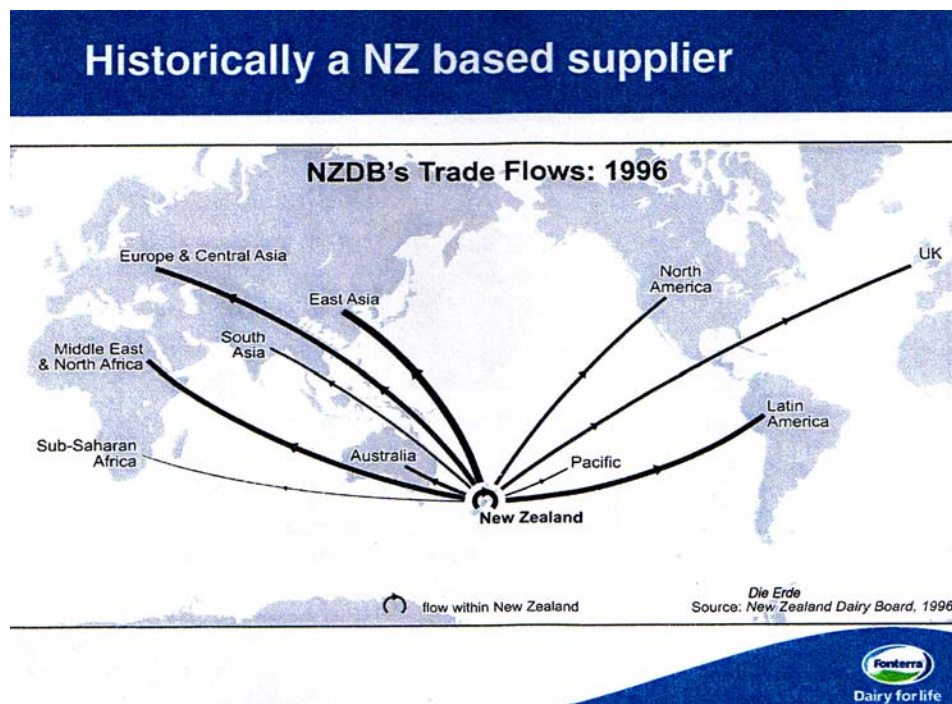 Historically a NZ based supplier
NZDB's Trade Flows: 1996
Europe & Central Asia
East Asia
North
America
UK
South
Asia
Middle East
& North Africa
Latin
America
Sub-Saharan
Africa
Australia
Pacific
New Zealand
flow within New Zealand
Die Erde
Source: New Zealand Dairy Board, 1996
Fonterra
Dairy for life